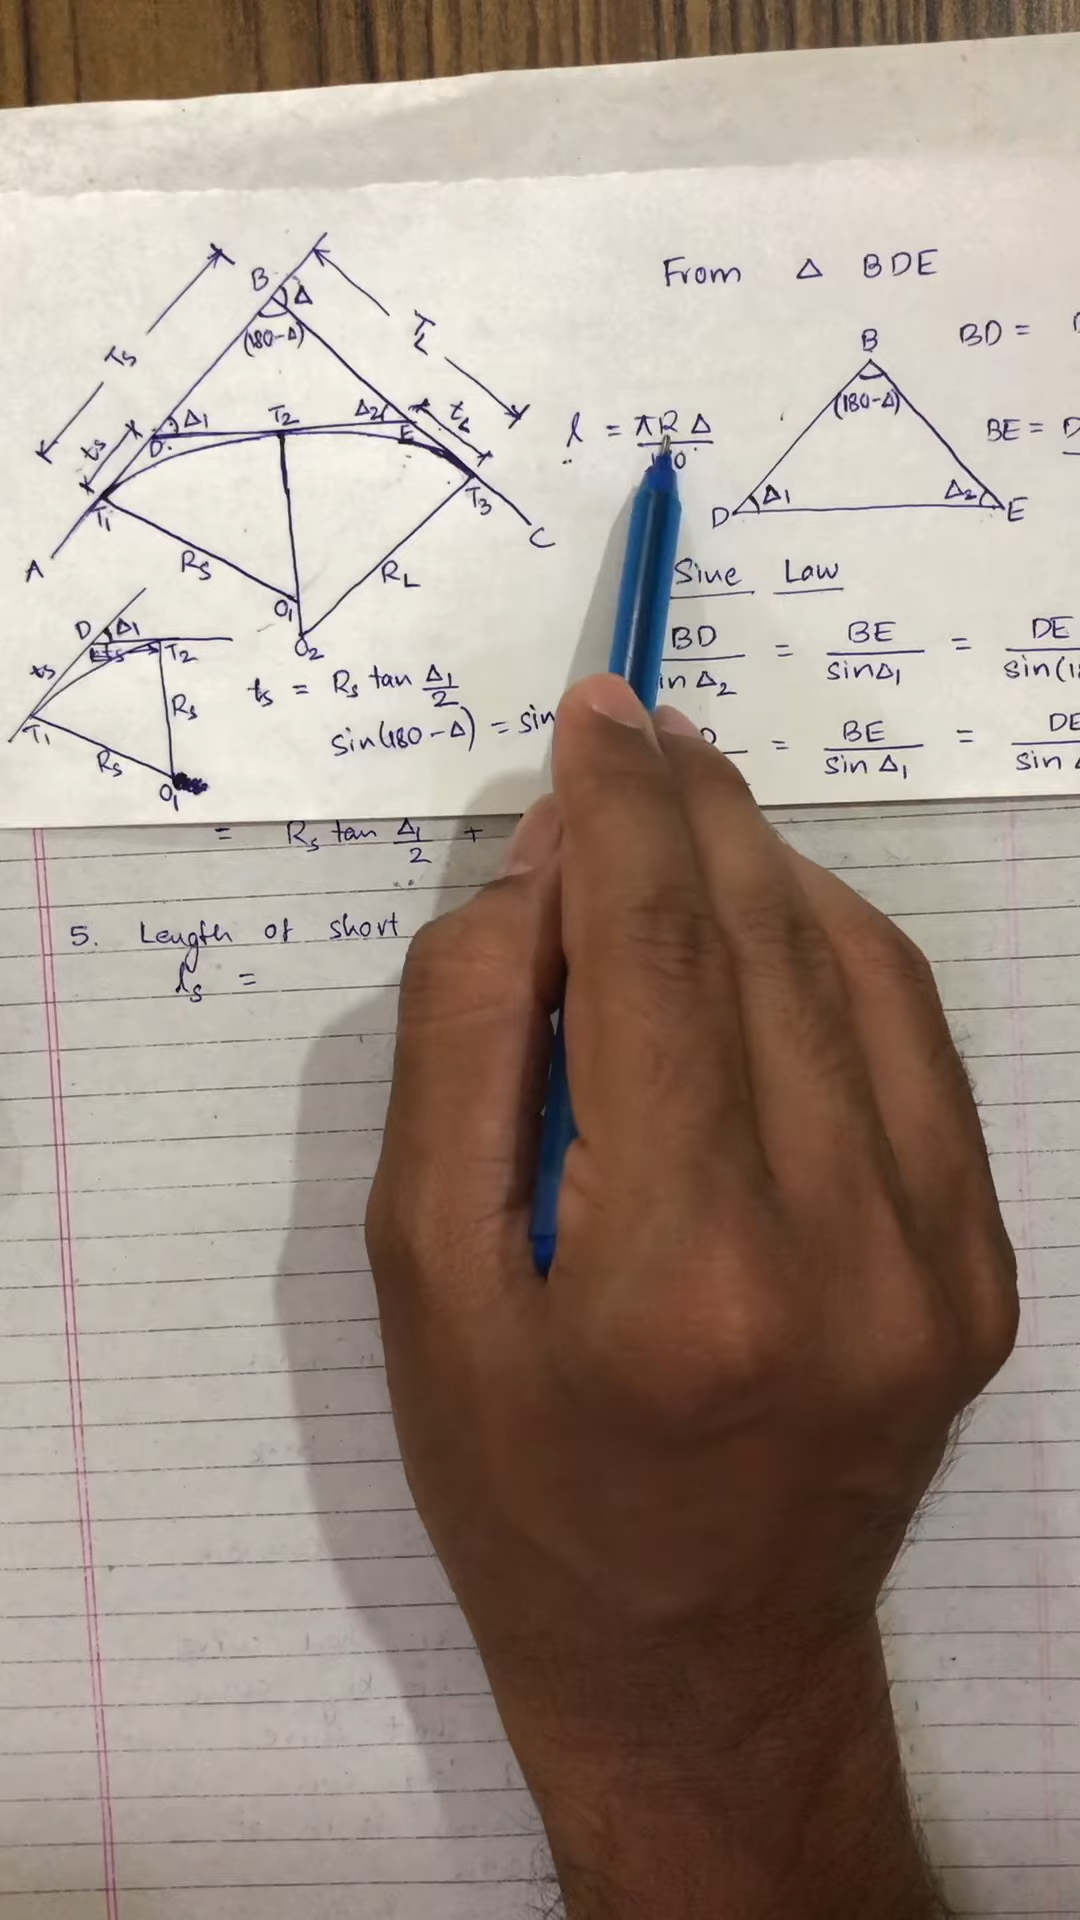 From Δ BDE
B
Δ
(180-Δ)
Ts
TL
ts
tL
Δ1
T2
Δ2
D
E
T1
T3
A
C
Rs
RL
O1
O2
l = πRΔ
BD =
BE = D
B
(180-Δ)
D
Δ1
Δ2
E
Sine Law
BD = BE = DE
sinΔ1
D
Δ1
ts
T2
Rs
T1
Rs
O1
ts = Rs tan Δ1/2
sin(180-Δ) = sin
= BE = DE
sin Δ1
= Rs tan Δ1/2 +
5. Length of short
ls =